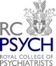 RC
PSYCH
ROYAL COLLEGE OF
PSYCHIATRISTS